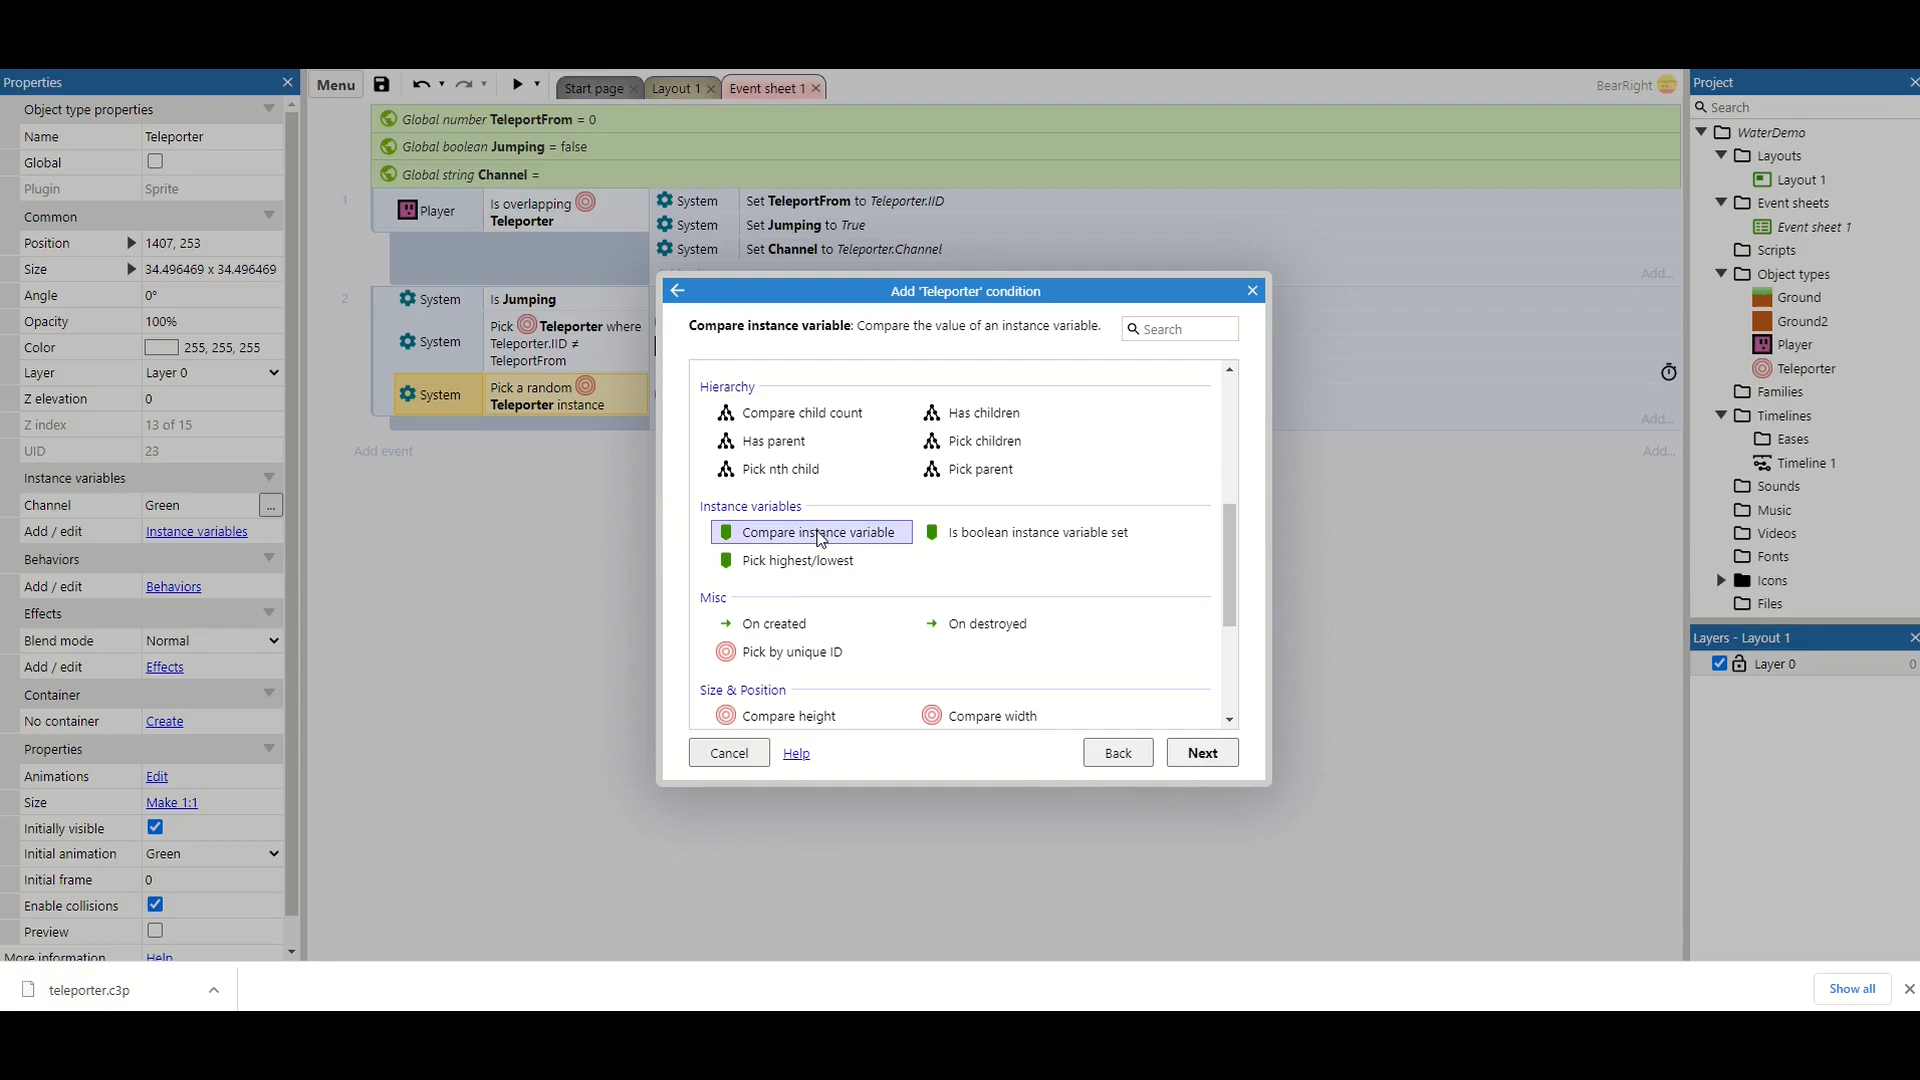 Properties
Object type properties
Name Teleporter
Global
Plugin Sprite
Common
Position 1407, 253
Size 34.496469 x 34.496469
Angle 0°
Opacity 100%
Color 255, 255, 255
Layer Layer 0
Z elevation 0
Z index 13 of 15
UID 23
Instance variables
Channel Green ...
Add / edit Instance variables
Behaviors
Add / edit Behaviors
Effects
Blend mode Normal
Add / edit Effects
Container
No container Create
Properties
Animations Edit
Size Make 1:1
Initially visible
Initial animation Green
Initial frame 0
Enable collisions
Preview
More information Help
Menu
Start page
Layout 1
Event sheet 1
BearRight
Global number TeleportFrom = 0
Global boolean Jumping = false
Global string Channel =
1
Player
Is overlapping
Teleporter
System Set TeleportFrom to Teleporter.IID
System Set Jumping to True
System Set Channel to Teleporter.Channel
Add...
2
System Is Jumping
System
Pick Teleporter where
Teleporter.IID ≠
TeleportFrom
System
Pick a random
Teleporter instance
Add...
Add event
Add...
Add 'Teleporter' condition
Compare instance variable: Compare the value of an instance variable.
Search
Hierarchy
Compare child count Has children
Has parent Pick children
Pick nth child Pick parent
Instance variables
Compare instance variable Is boolean instance variable set
Pick highest/lowest
Misc
On created On destroyed
Pick by unique ID
Size & Position
Compare height Compare width
Cancel Help Back Next
Project
Search
WaterDemo
Layouts
Layout 1
Event sheets
Event sheet 1
Scripts
Object types
Ground
Ground2
Player
Teleporter
Families
Timelines
Eases
Timeline 1
Sounds
Music
Videos
Fonts
Icons
Files
Layers - Layout 1
Layer 0 0
teleporter.c3p
Show all